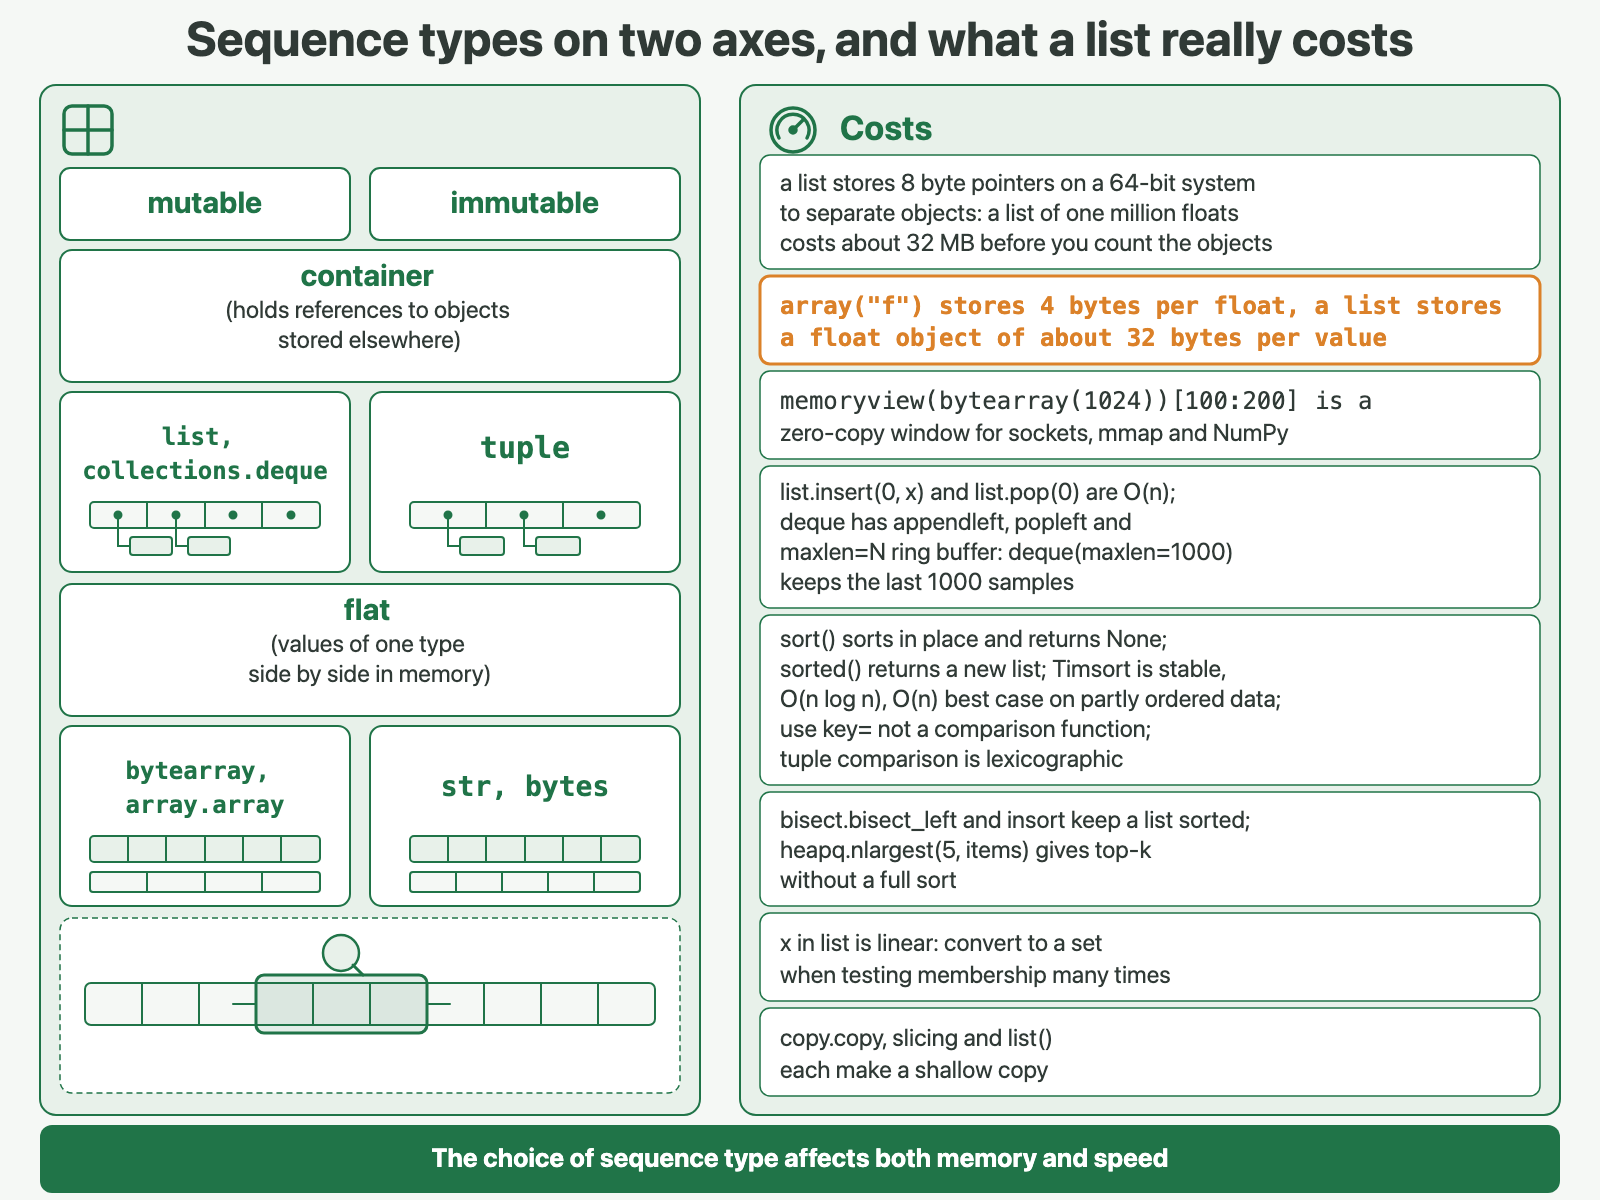 Sequence types on two axes, and what a list really costs
mutable
immutable
container
(holds references to objects
stored elsewhere)
list,
collections.deque
tuple
flat
(values of one type
side by side in memory)
bytearray,
array.array
str, bytes
Costs
a list stores 8 byte pointers on a 64-bit system
to separate objects: a list of one million floats
costs about 32 MB before you count the objects
array("f") stores 4 bytes per float, a list stores
a float object of about 32 bytes per value
memoryview(bytearray(1024))[100:200] is a
zero-copy window for sockets, mmap and NumPy
list.insert(0, x) and list.pop(0) are O(n);
deque has appendleft, popleft and
maxlen=N ring buffer: deque(maxlen=1000)
keeps the last 1000 samples
sort() sorts in place and returns None;
sorted() returns a new list; Timsort is stable,
O(n log n), O(n) best case on partly ordered data;
use key= not a comparison function;
tuple comparison is lexicographic
bisect.bisect_left and insort keep a list sorted;
heapq.nlargest(5, items) gives top-k
without a full sort
x in list is linear: convert to a set
when testing membership many times
copy.copy, slicing and list()
each make a shallow copy
The choice of sequence type affects both memory and speed